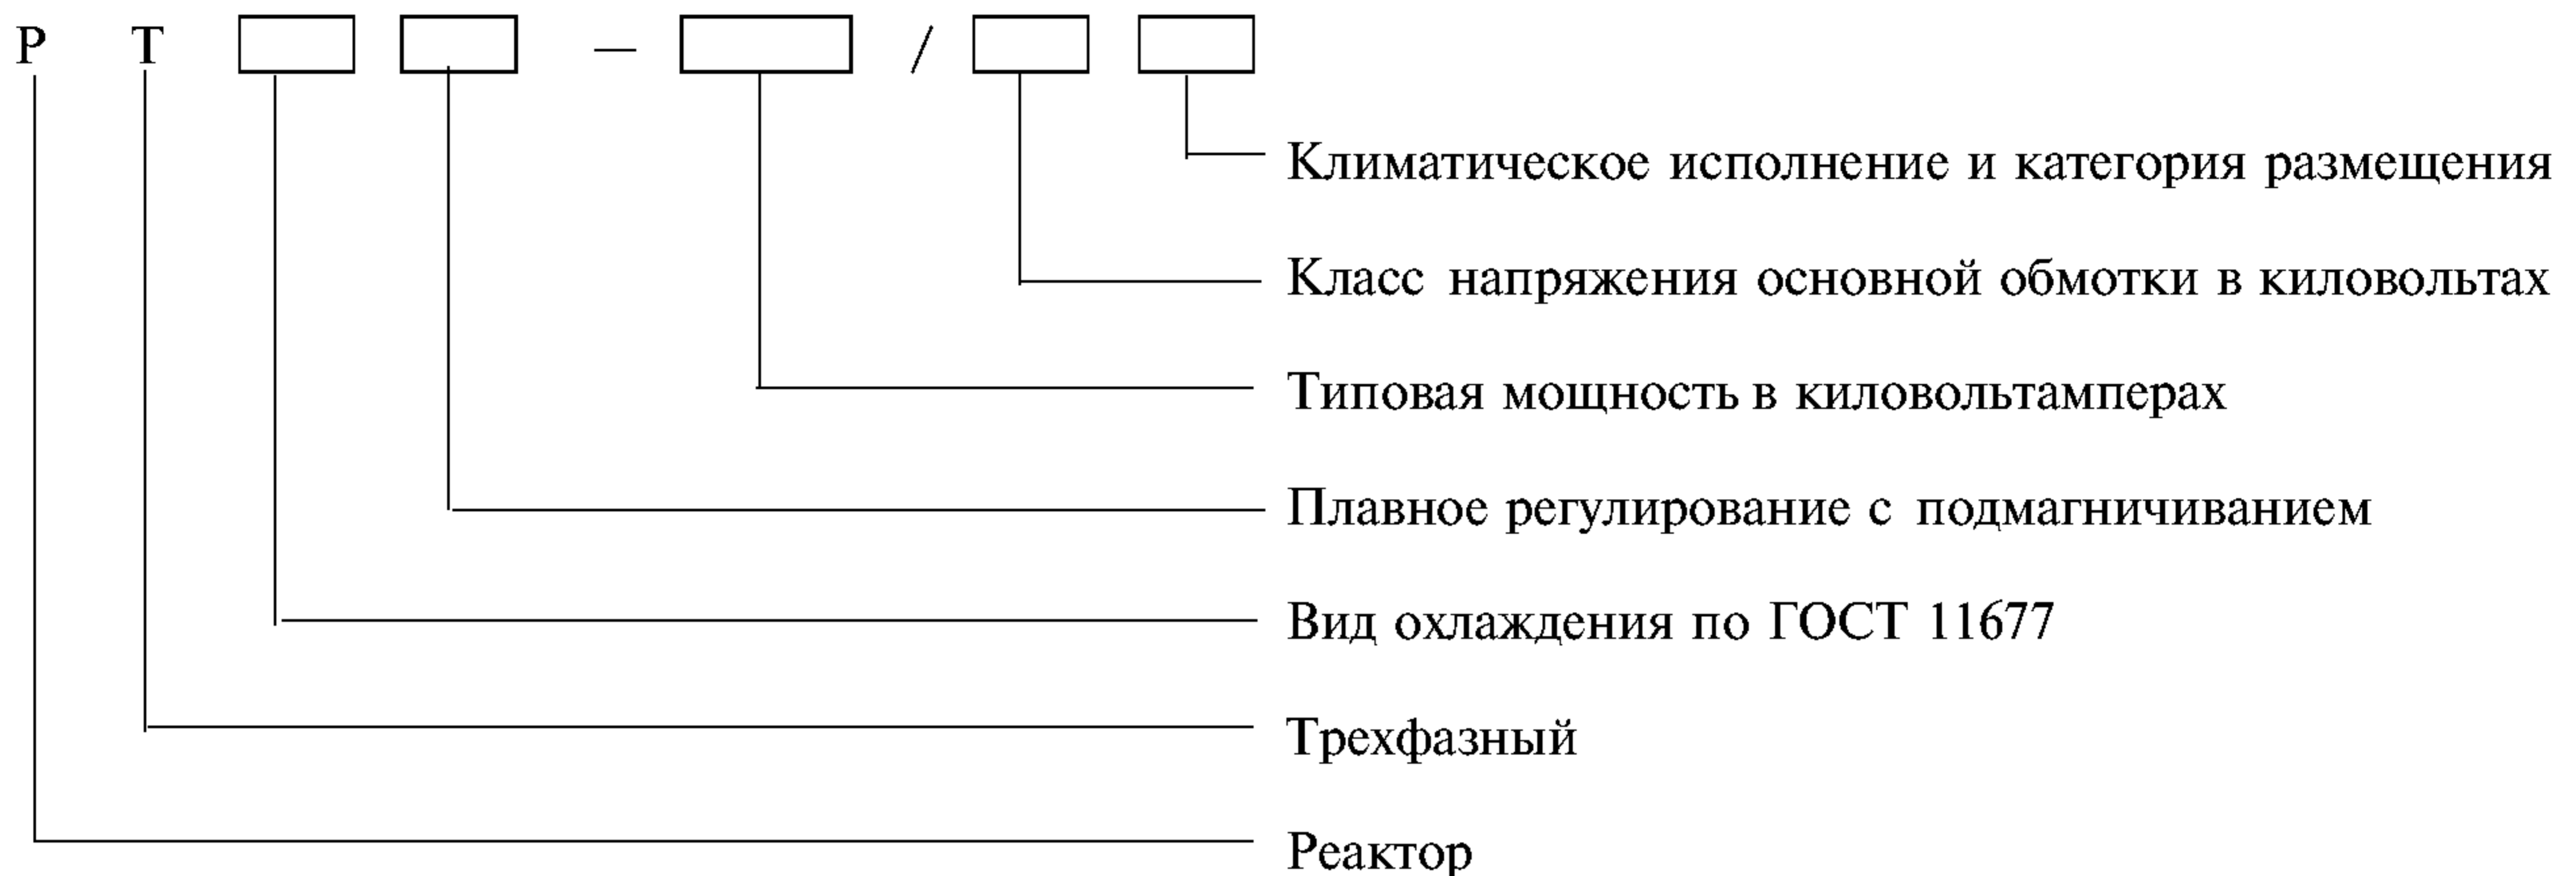 Р Т – /
Климатическое исполнение и категория размещения
Класс напряжения основной обмотки в киловольтах
Типовая мощность в киловольтамперах
Плавное регулирование с подмагничиванием
Вид охлаждения по ГОСТ 11677
Трехфазный
Реактор